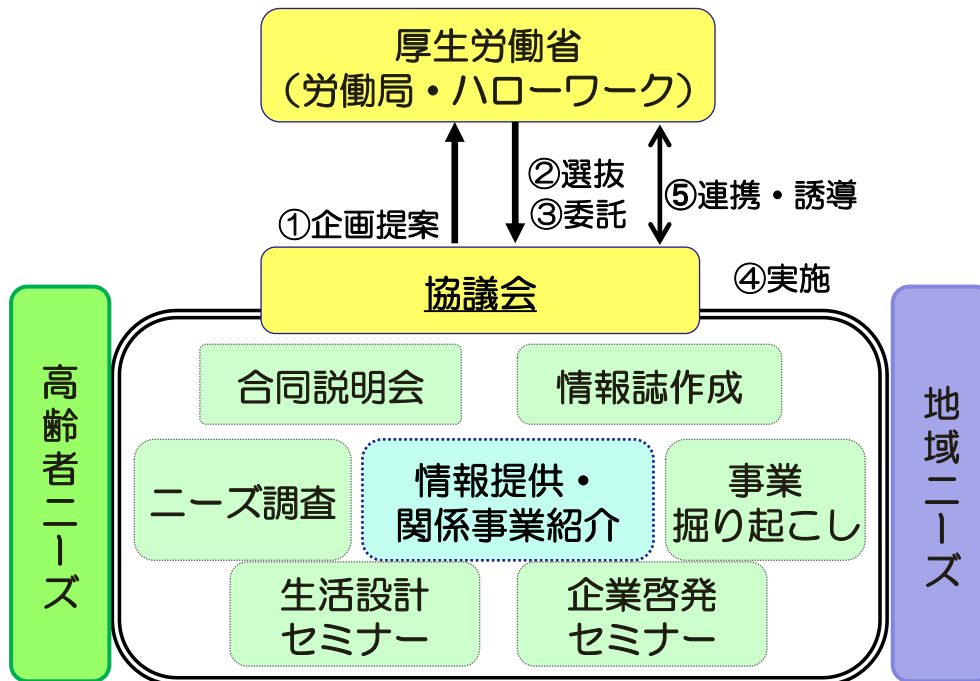 厚生労働省
（労働局・ハローワーク）
②選抜
③委託
⑤連携・誘導
①企画提案
④実施
協議会
高齢者ニーズ
合同説明会
情報誌作成
ニーズ調査
情報提供・
関係事業紹介
事業
掘り起こし
生活設計
セミナー
企業啓発
セミナー
地域ニーズ